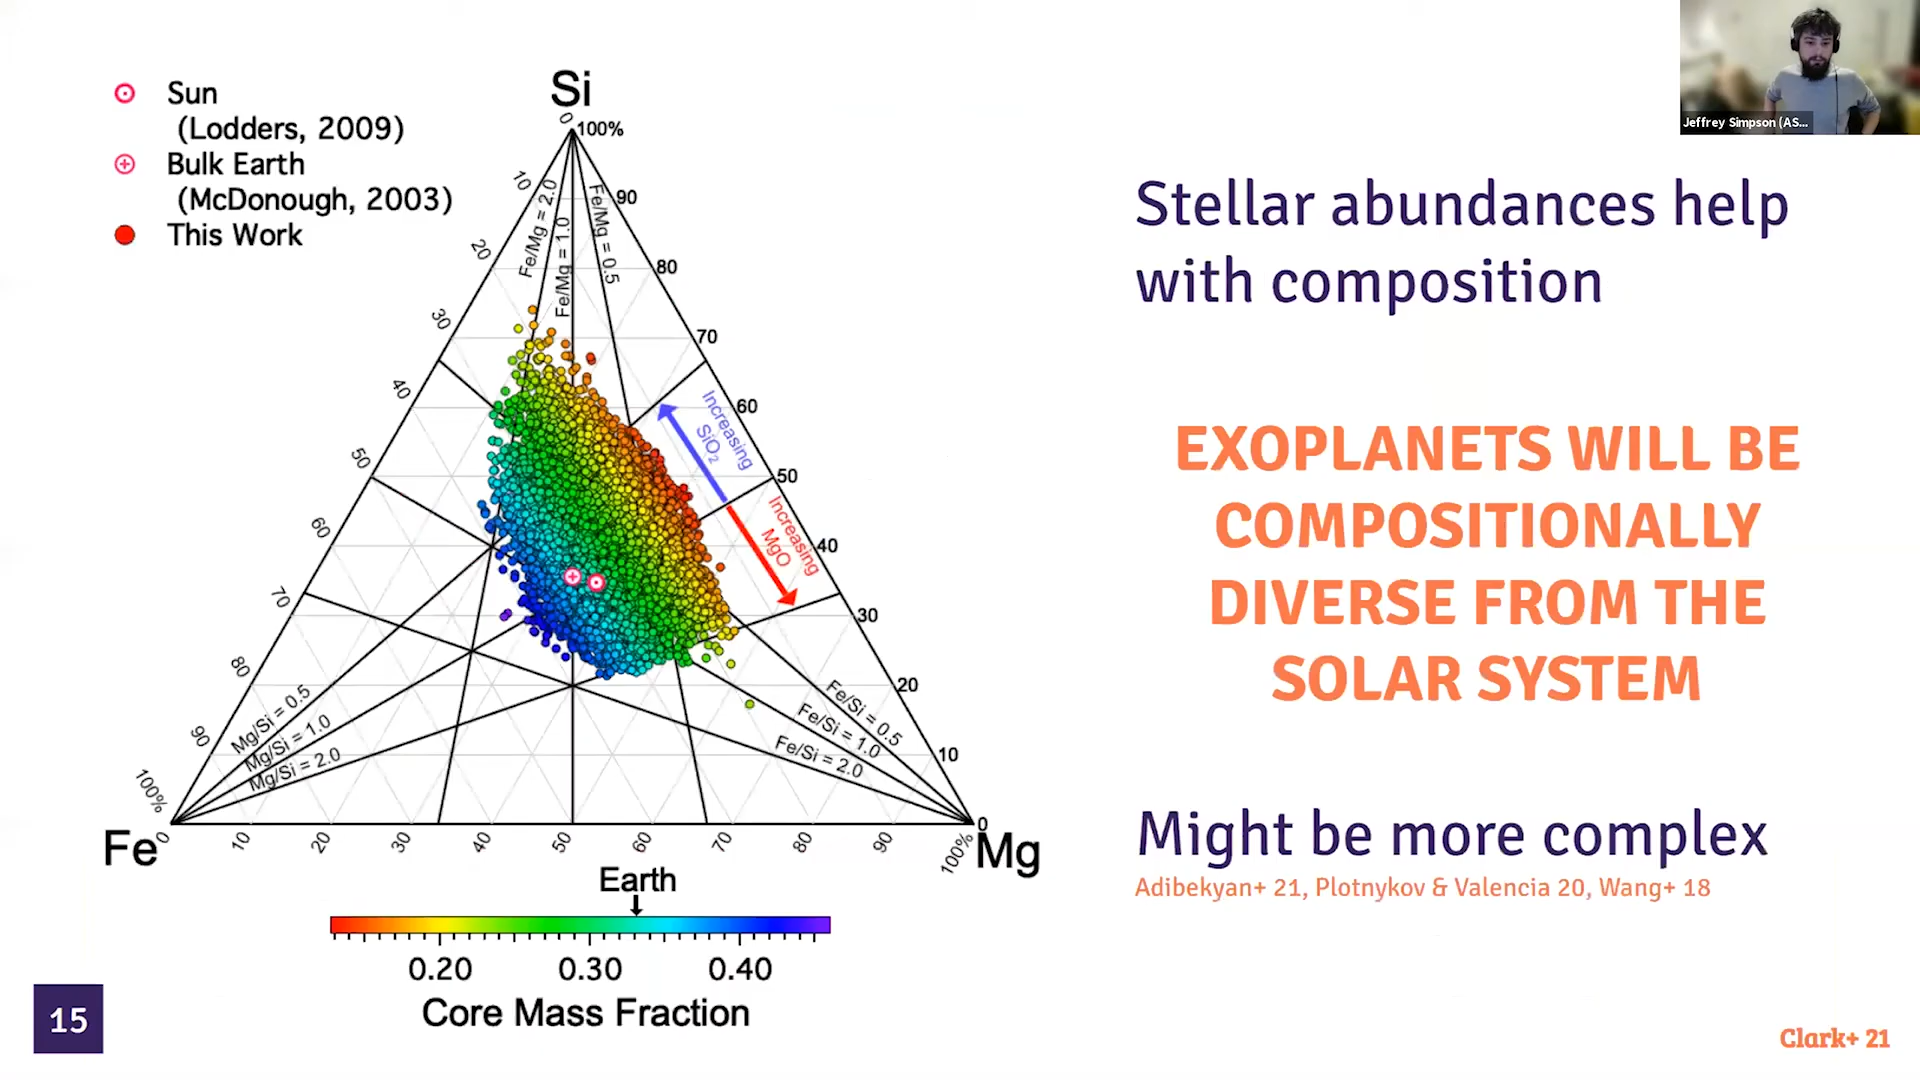 Sun
(Lodders, 2009)
Bulk Earth
(McDonough, 2003)
This Work
Si
0
100%
10
90
20
80
30
70
40
60
50
50
60
40
70
30
80
20
90
10
100%
0
Fe/Mg = 2.0
Fe/Mg = 1.0
Fe/Mg = 0.5
Increasing
SiO2
Increasing
MgO
Mg/Si = 0.5
Mg/Si = 1.0
Mg/Si = 2.0
Fe/Si = 0.5
Fe/Si = 1.0
Fe/Si = 2.0
Fe
0
10
20
30
40
50
60
70
80
90
100%
Mg
Earth
0.20
0.30
0.40
Core Mass Fraction
15
Jeffrey Simpson (AS...
Stellar abundances help
with composition
EXOPLANETS WILL BE
COMPOSITIONALLY
DIVERSE FROM THE
SOLAR SYSTEM
Might be more complex
Adibekyan+ 21, Plotnykov & Valencia 20, Wang+ 18
Clark+ 21